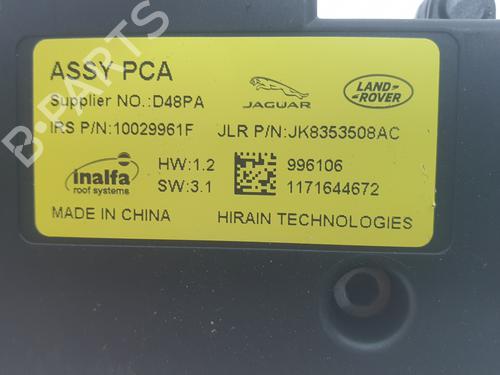 ASSY PCA
Supplier NO.:D48PA
JAGUAR
LAND ROVER
IRS P/N:10029961F
JLR P/N:JK8353508AC
inalfa
roof systems
HW:1.2
SW:3.1
996106
1171644672
MADE IN CHINA
HIRAIN TECHNOLOGIES
B-PARTS